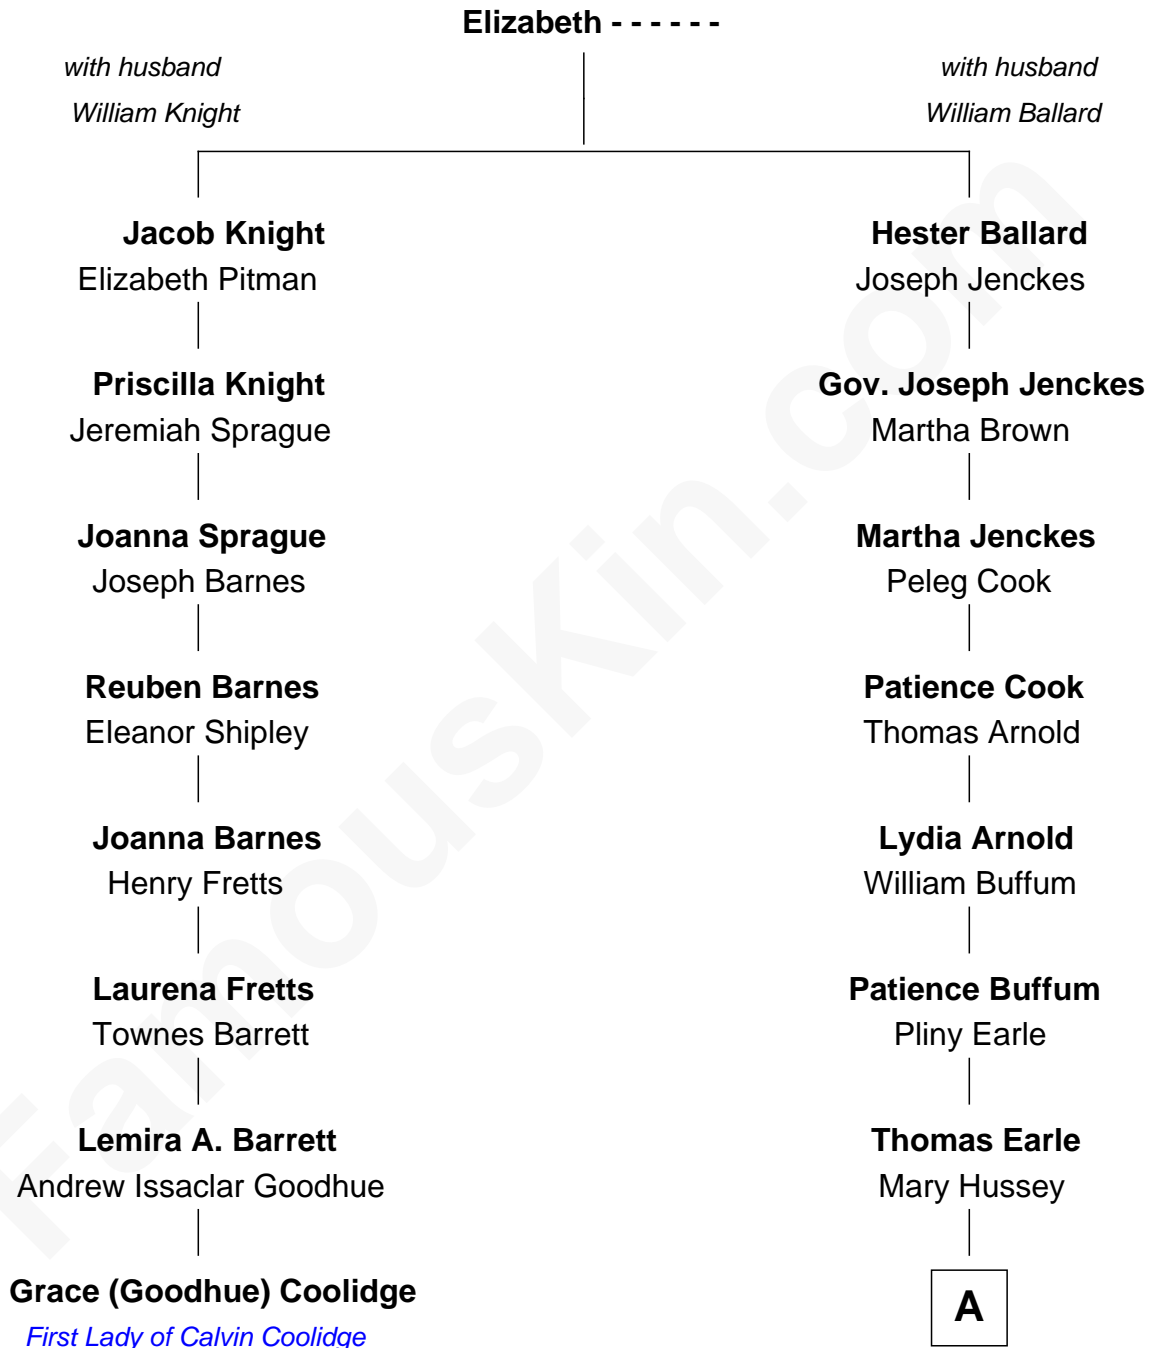 Elizabeth - - - - - -
with husband
William Knight
with husband
William Ballard
Jacob Knight
Elizabeth Pitman
Hester Ballard
Joseph Jenckes
Priscilla Knight
Jeremiah Sprague
Gov. Joseph Jenckes
Martha Brown
Joanna Sprague
Joseph Barnes
Martha Jenckes
Peleg Cook
Reuben Barnes
Eleanor Shipley
Patience Cook
Thomas Arnold
Joanna Barnes
Henry Fretts
Lydia Arnold
William Buffum
Laurena Fretts
Townes Barrett
Patience Buffum
Pliny Earle
Lemira A. Barrett
Andrew Issaclar Goodhue
Thomas Earle
Mary Hussey
Grace (Goodhue) Coolidge
First Lady of Calvin Coolidge
A
FamousKin.com